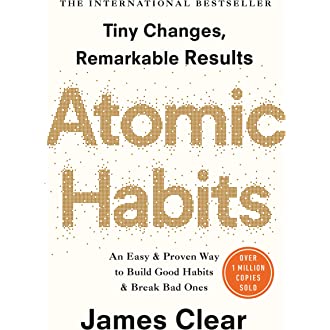 THE INTERNATIONAL BESTSELLER
Tiny Changes,
Remarkable Results
Atomic
Habits
An Easy & Proven Way
to Build Good Habits
& Break Bad Ones
OVER
1 MILLION
COPIES
SOLD
James Clear